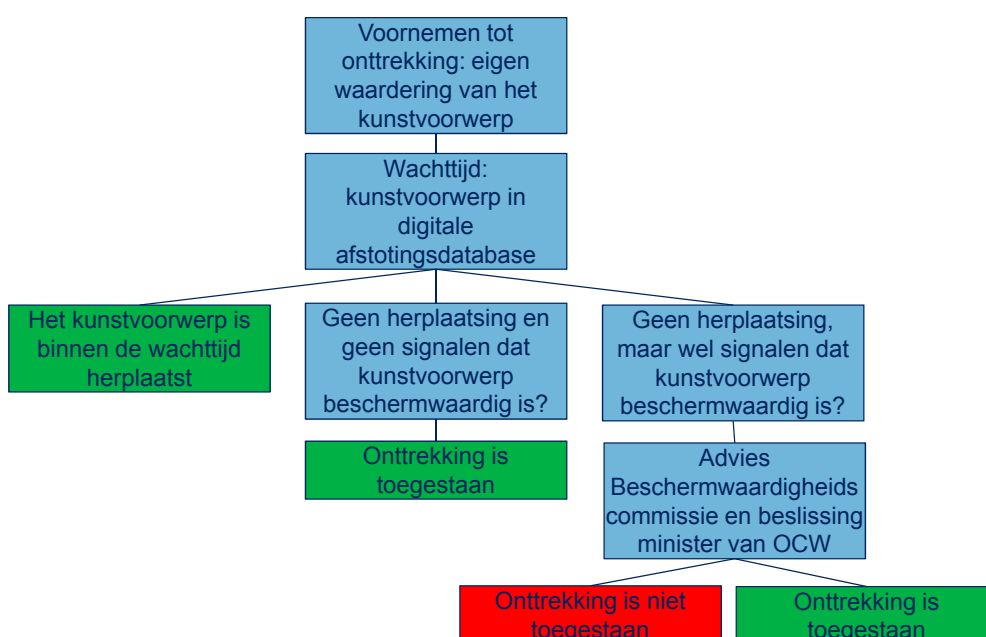 Voornemen tot
onttrekking: eigen
waardering van het
kunstvoorwerp
Wachttijd:
kunstvoorwerp in
digitale
afstotingsdatabase
Het kunstvoorwerp is
binnen de wachttijd
herplaatst
Geen herplaatsing en
geen signalen dat
kunstvoorwerp
beschermwaardig is?
Geen herplaatsing,
maar wel signalen dat
kunstvoorwerp
beschermwaardig is?
Onttrekking is
toegestaan
Advies
Beschermwaardigheids
commissie en beslissing
minister van OCW
Onttrekking is niet
toegestaan
Onttrekking is
toegestaan